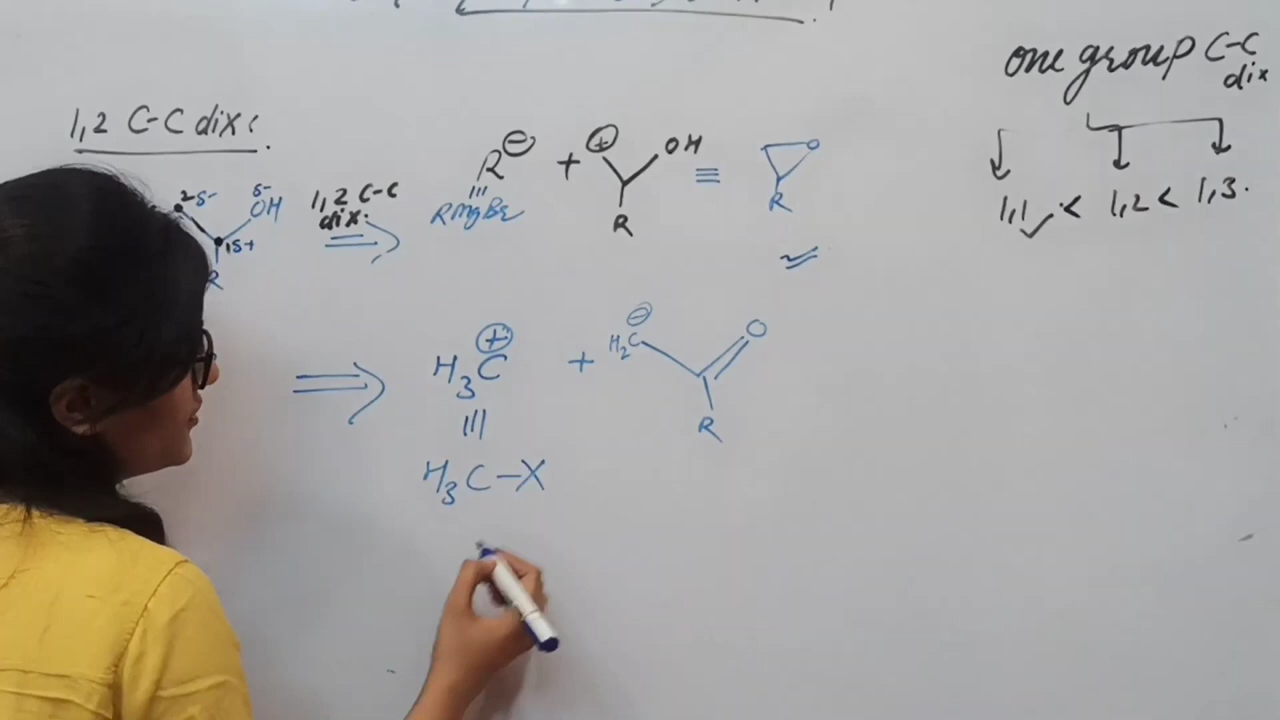 one group C-C
dix
1,2 C-C dix:
1,1 < 1,2 < 1,3.
R⊖ + ⊕ OH ≡ O
R
R
≡
RMgBr
2δ-
δ-
OH
1δ+
R
1,2 C-C
dix.
⇒
⇒ H₃C⊕ + H₂C⊖ O
R
≡
H₃C-X